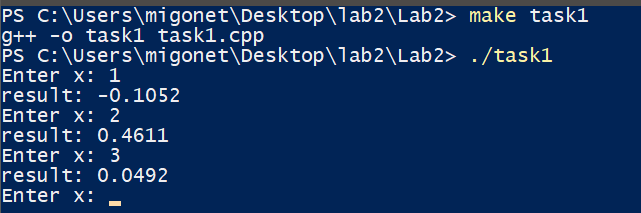 PS C:\Users\migonet\Desktop\lab2\Lab2> make task1
g++ -o task1 task1.cpp
PS C:\Users\migonet\Desktop\lab2\Lab2> ./task1
Enter x: 1
result: -0.1052
Enter x: 2
result: 0.4611
Enter x: 3
result: 0.0492
Enter x: